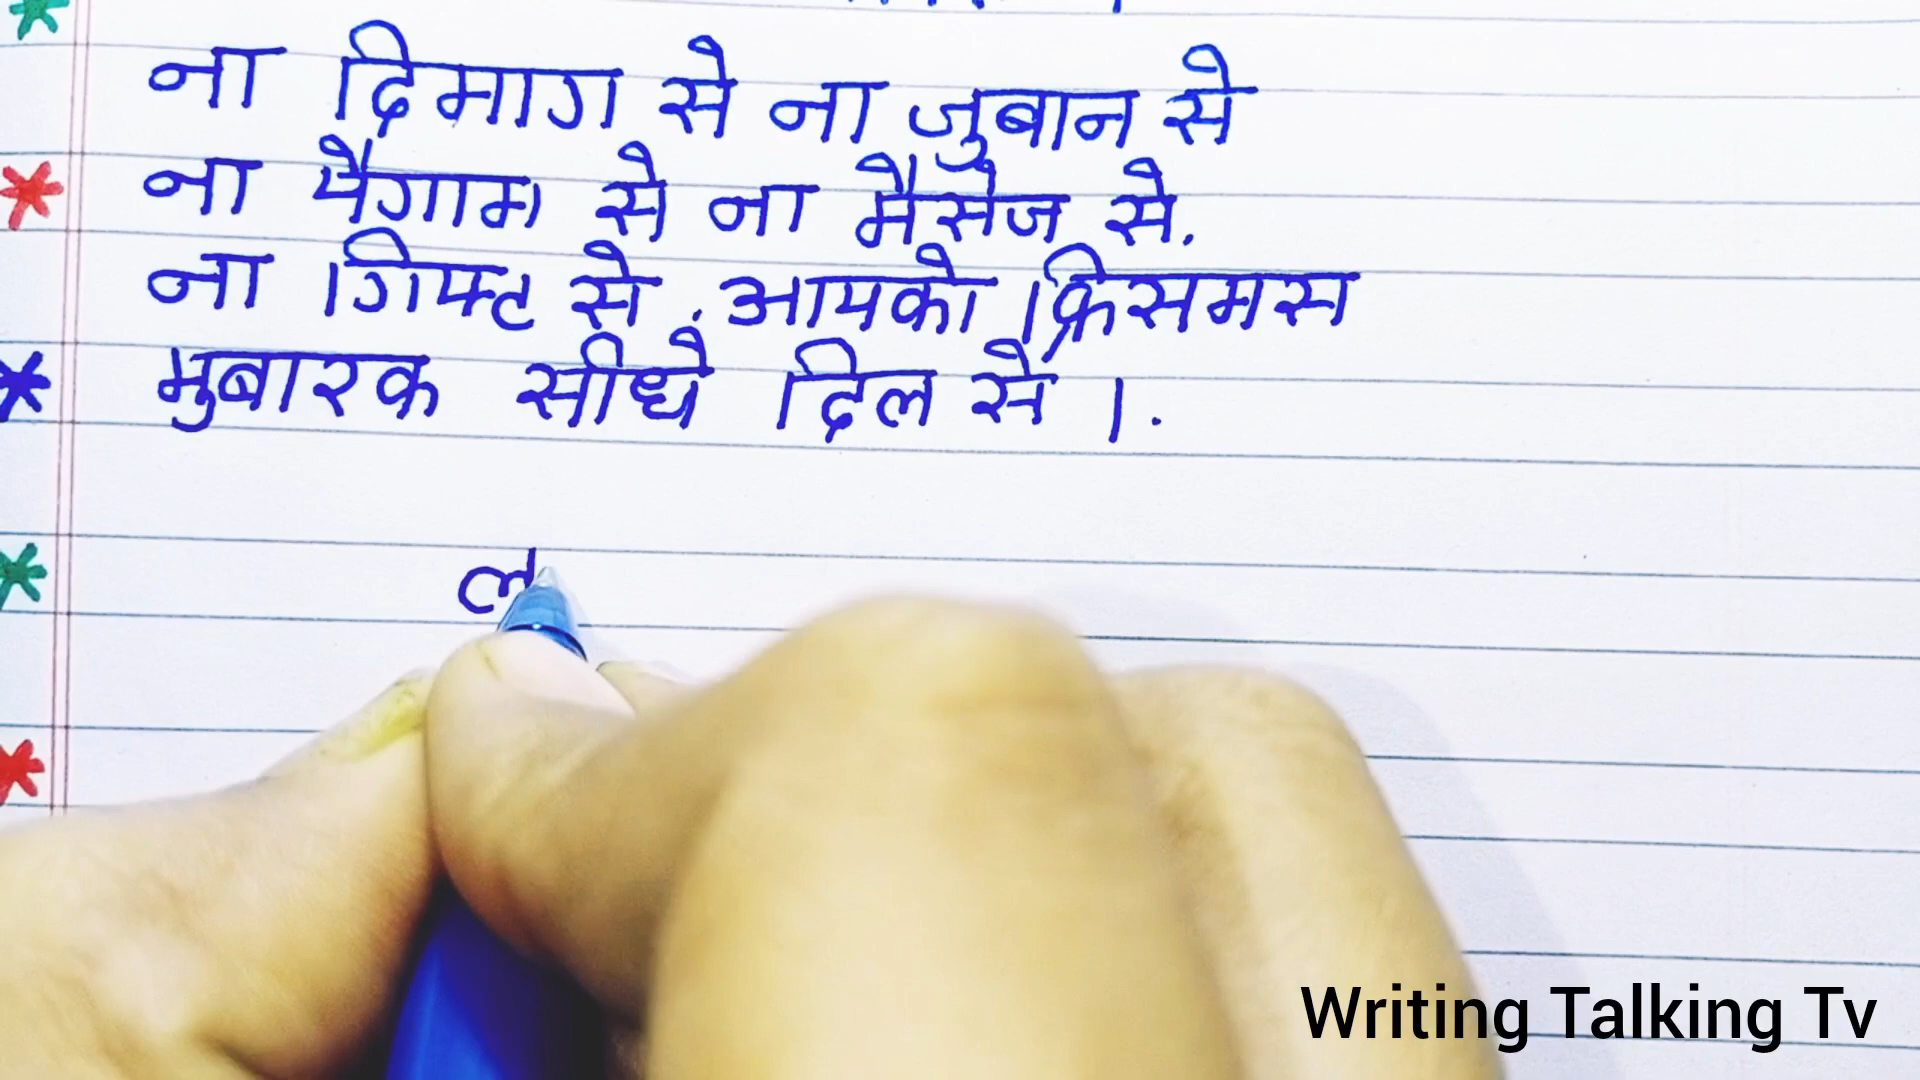 ना दिमाग से ना जुबान से
ना पैगाम से ना मैसेज से.
ना गिफ्ट से, आपको क्रिसमस
मुबारक सीधे दिल से ।.
ल
Writing Talking Tv